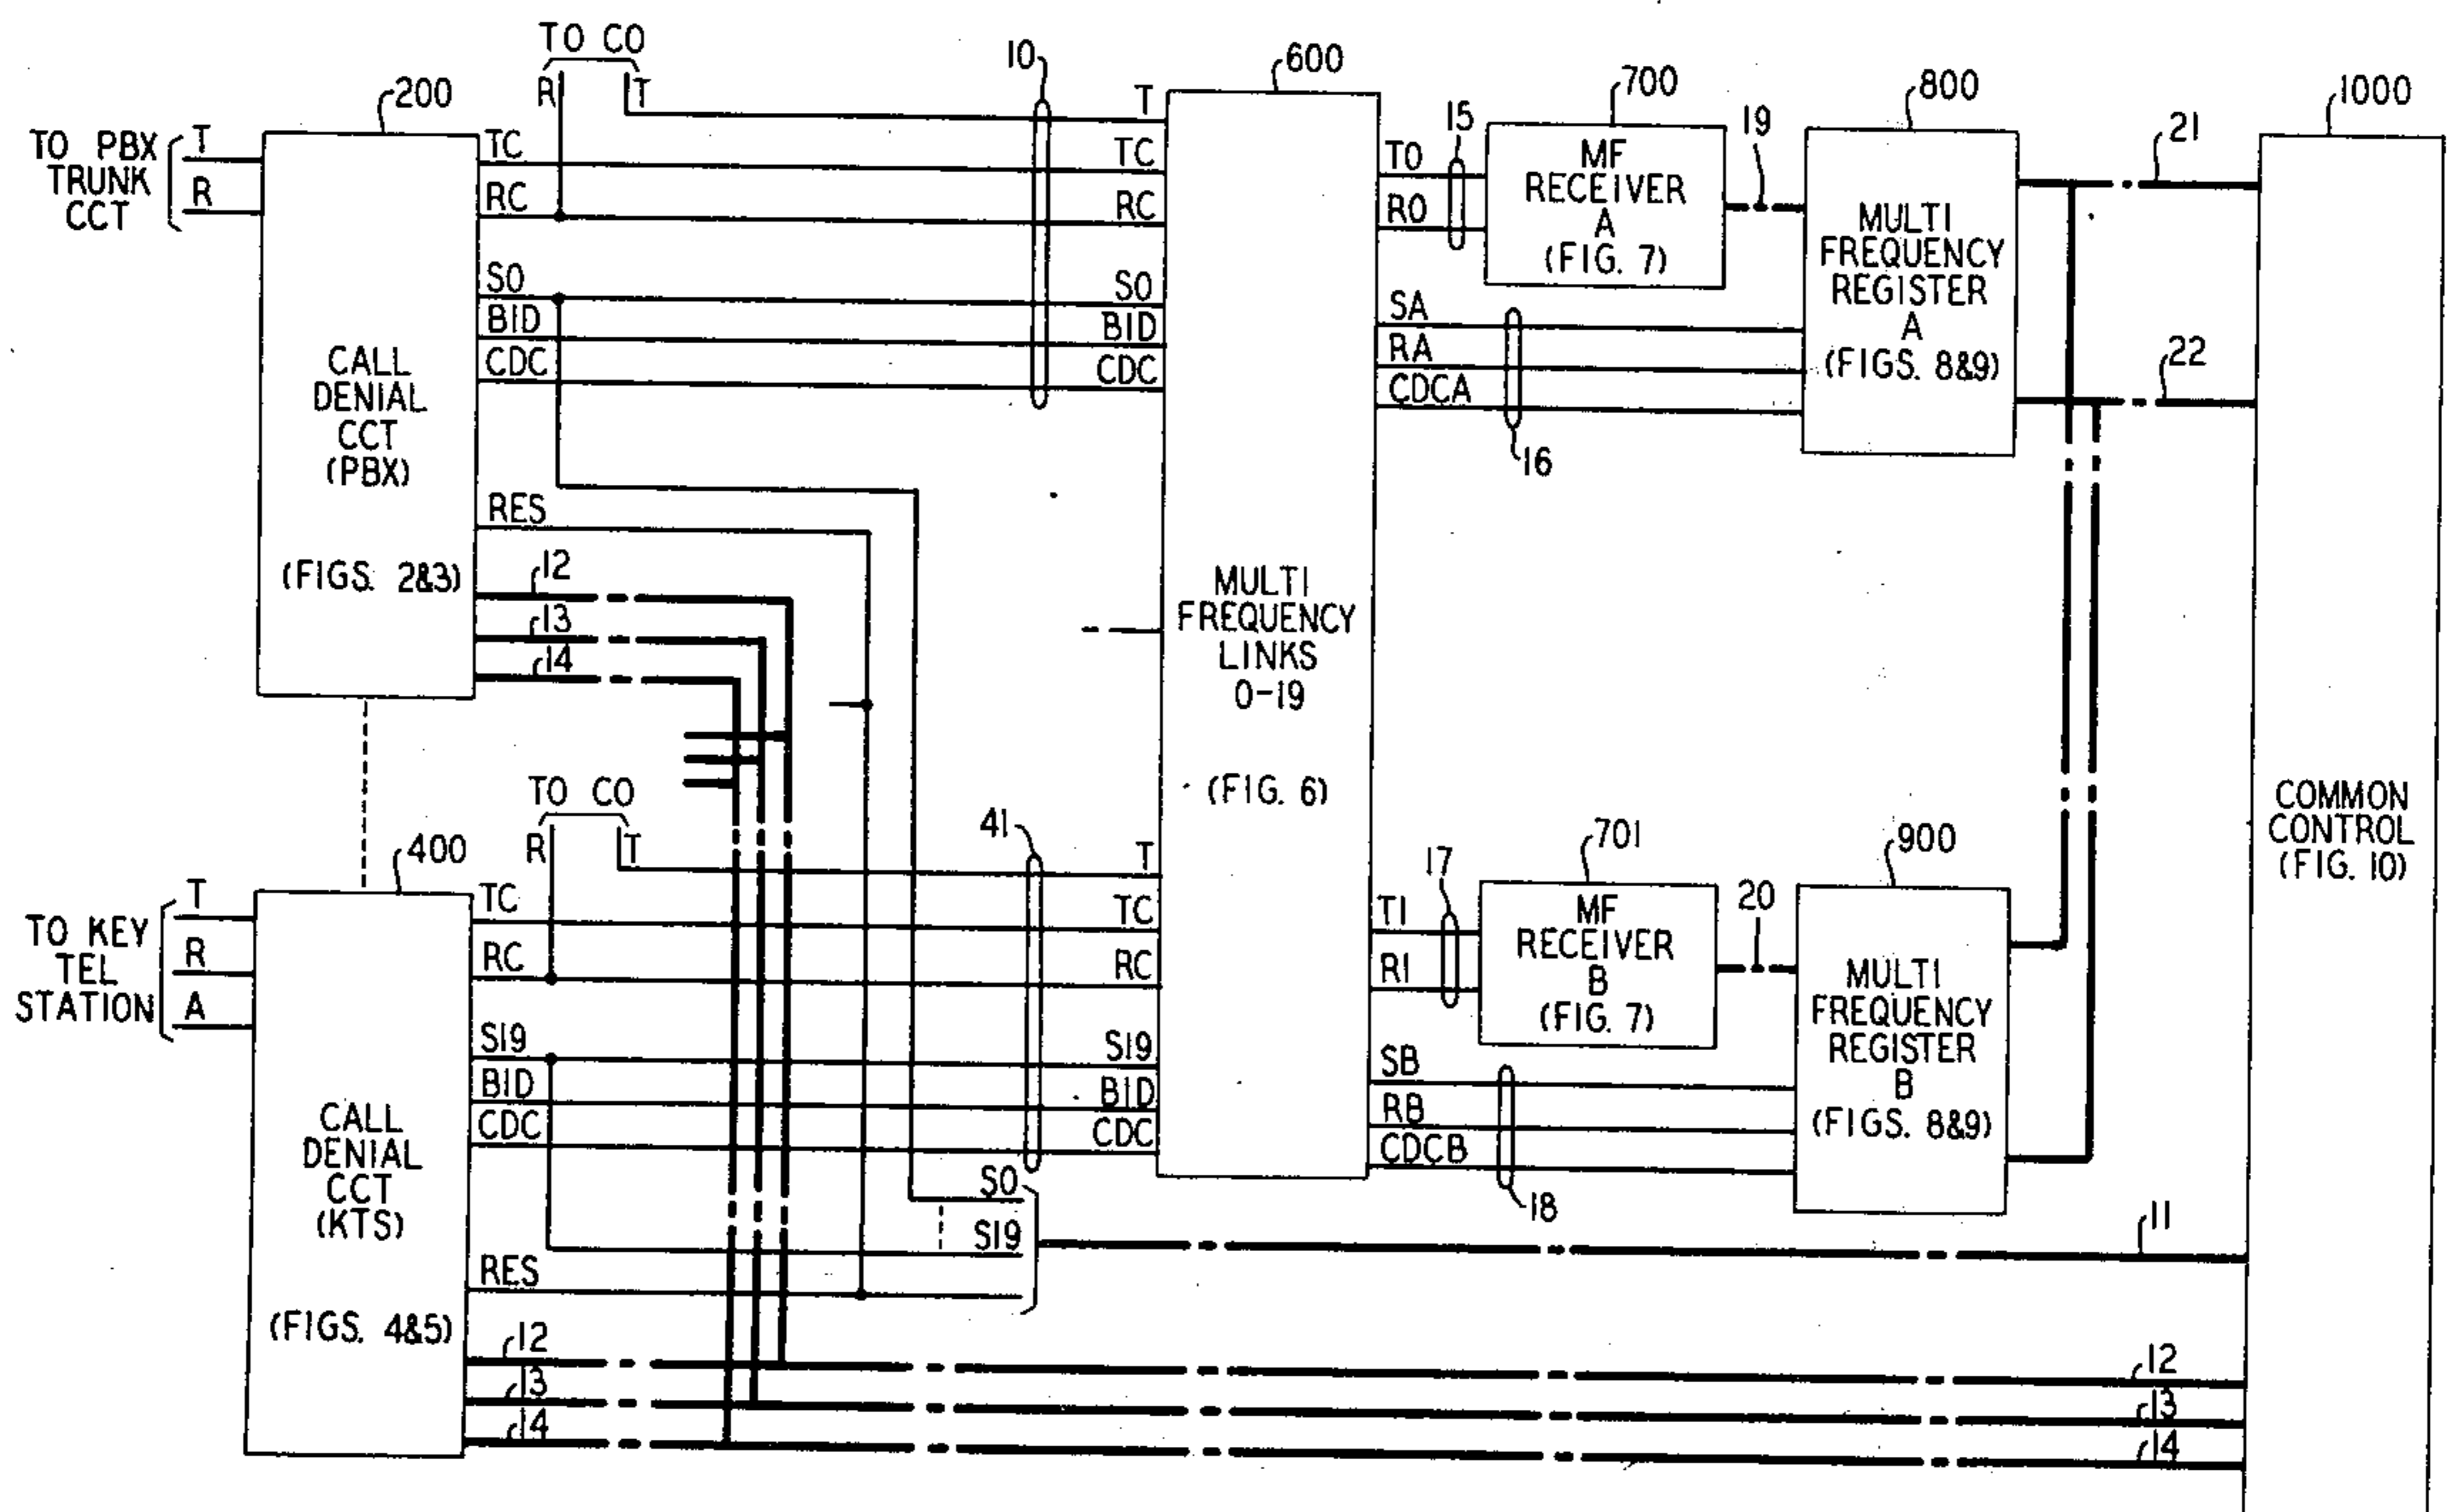 TO CO
R T
10
600
700
800
1000
200
TO PBX
TRUNK
CCT
T
R
TC
RC
S0
BID
CDC
RES
CALL
DENIAL
CCT
(PBX)
(FIGS. 2&3)
12
13
14
T
TC
RC
S0
BID
CDC
MULTI
FREQUENCY
LINKS
0-19
(FIG. 6)
T0
R0
15
SA
RA
CDCA
16
MF
RECEIVER
A
(FIG. 7)
19
MULTI
FREQUENCY
REGISTER
A
(FIGS. 8&9)
21
22
COMMON
CONTROL
(FIG. 10)
TO CO
R T
41
400
TO KEY
TEL
STATION
T
R
A
TC
RC
S19
BID
CDC
RES
CALL
DENIAL
CCT
(KTS)
(FIGS. 4&5)
12
13
14
T
TC
RC
S19
BID
CDC
S0
S19
T1
R1
17
SB
RB
CDCB
18
701
MF
RECEIVER
B
(FIG. 7)
20
900
MULTI
FREQUENCY
REGISTER
B
(FIGS. 8&9)
11
12
13
14